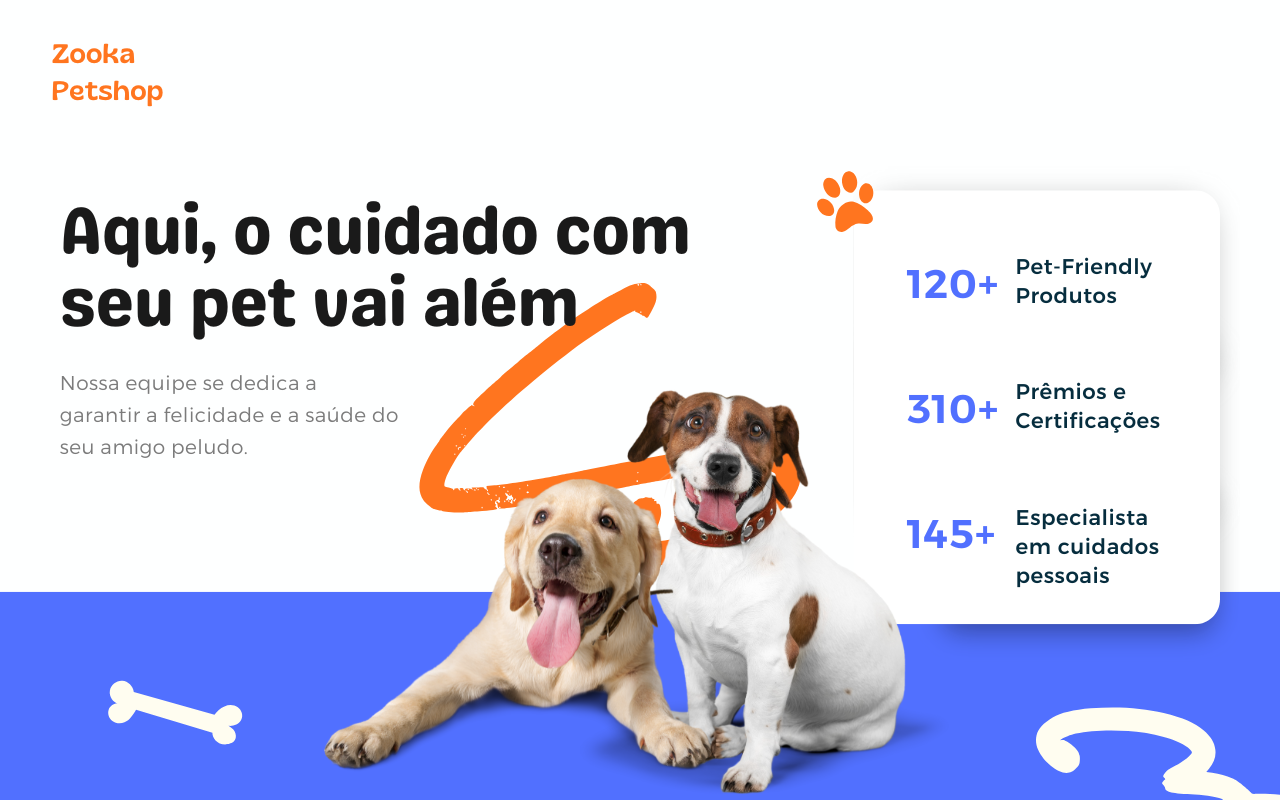 Zooka
Petshop
Aqui, o cuidado com
seu pet vai além
Nossa equipe se dedica a
garantir a felicidade e a saúde do
seu amigo peludo.
120+
Pet-Friendly
Produtos
310+
Prêmios e
Certificações
145+
Especialista
em cuidados
pessoais